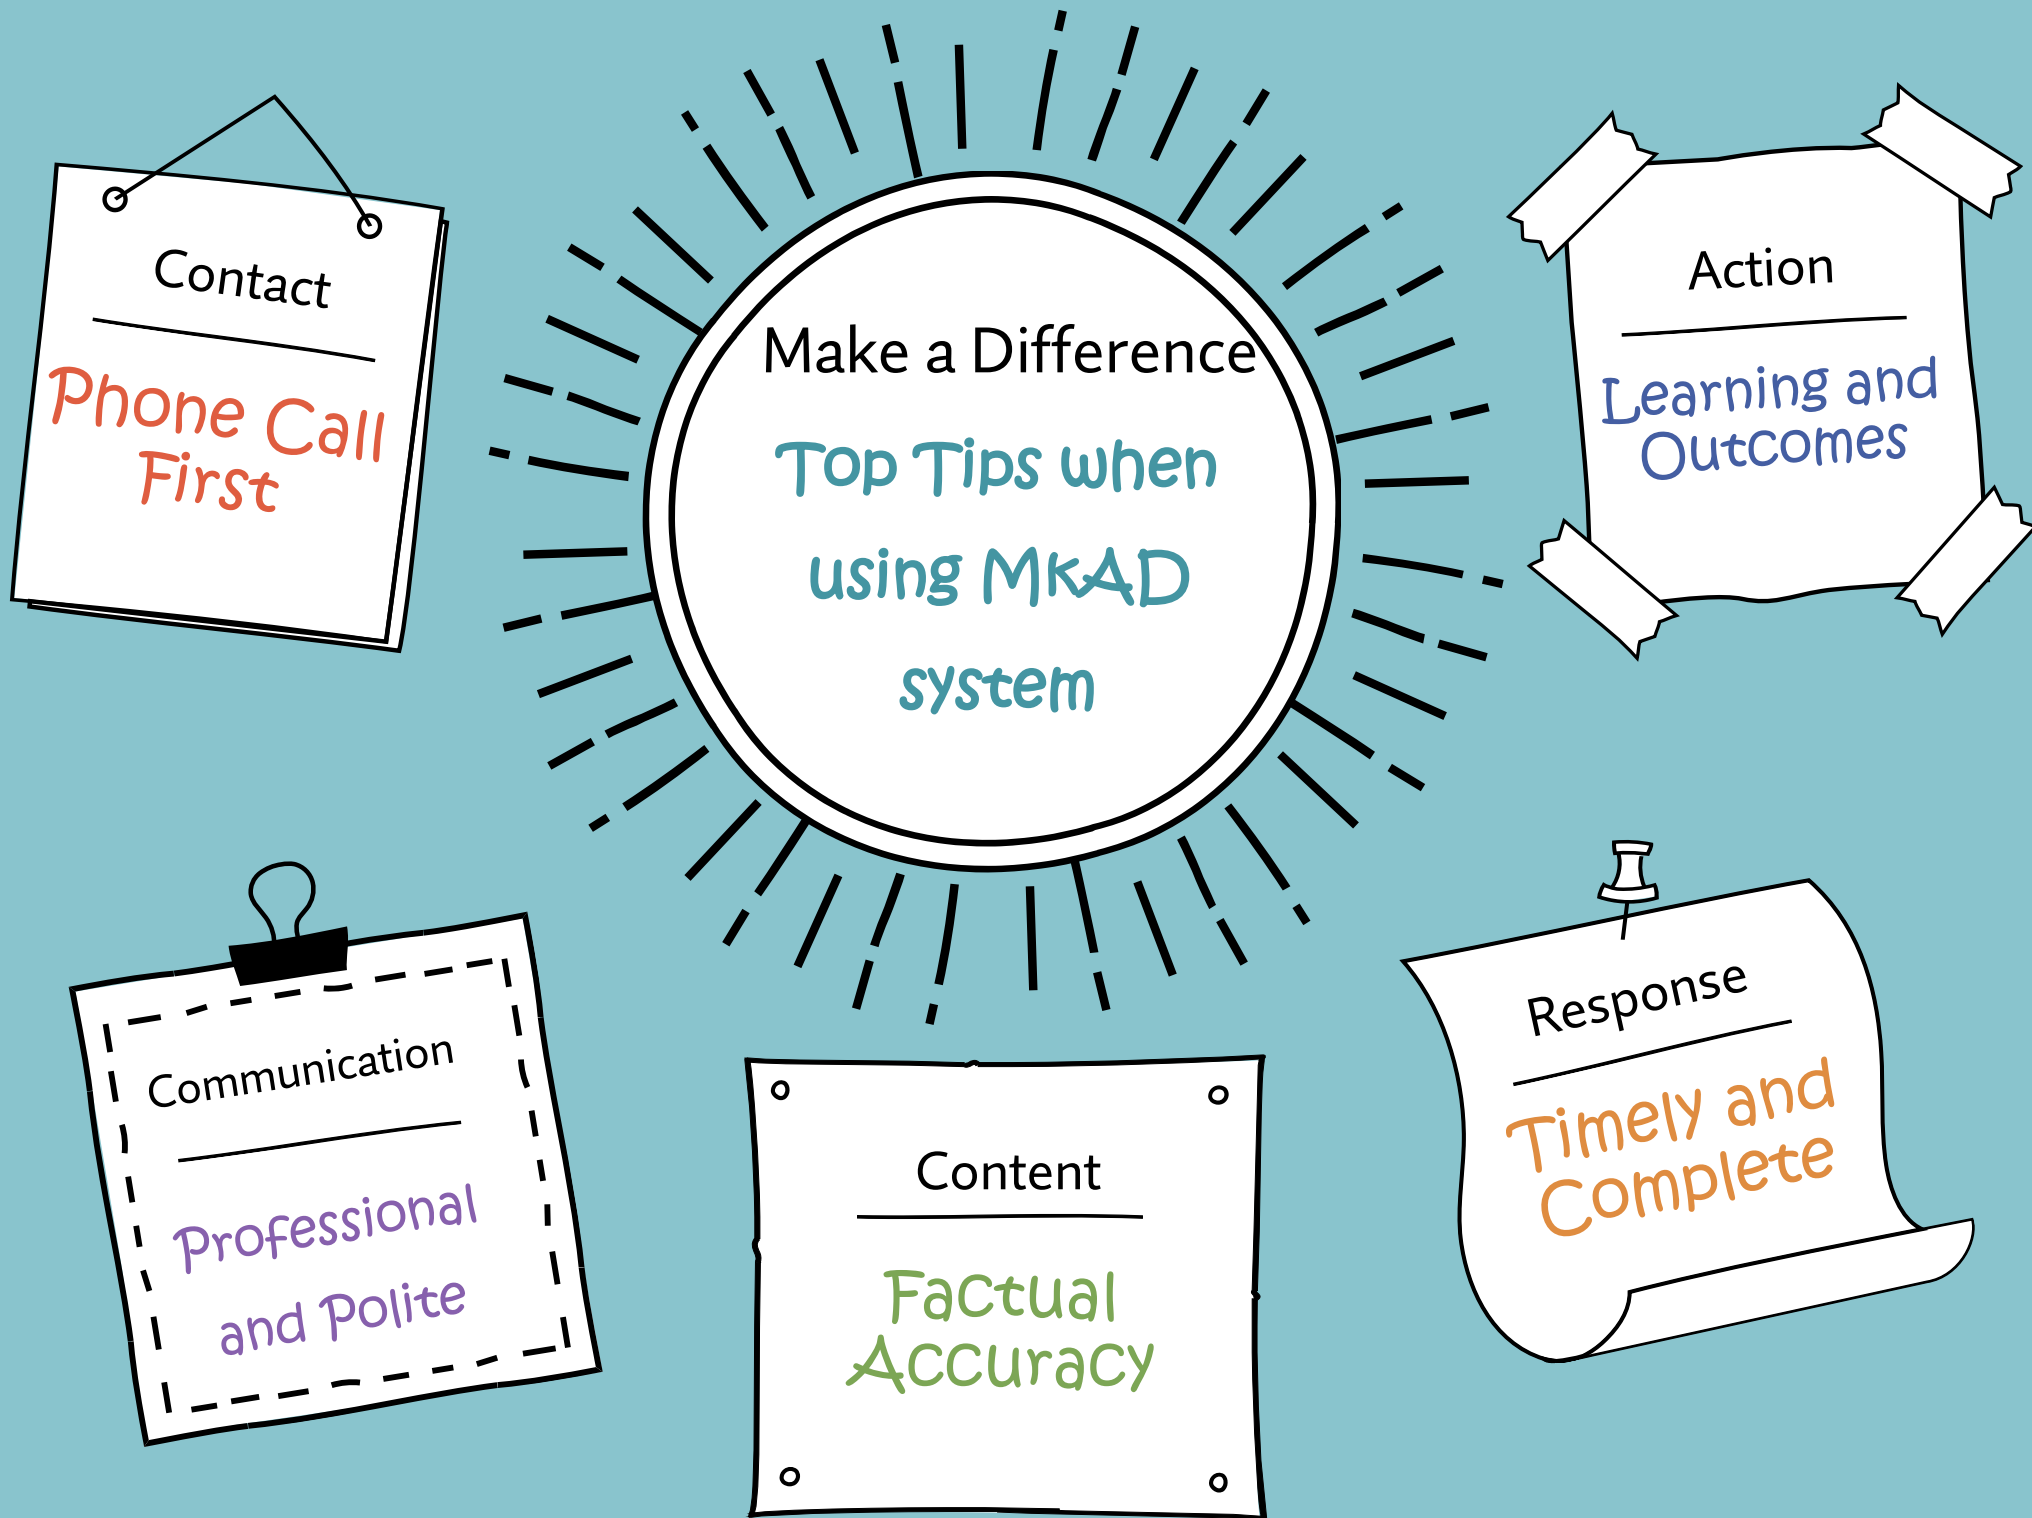 Make a Difference
Top Tips when
using MKAD
system
Contact
Phone Call
First
Action
Learning and
Outcomes
Communication
Professional
and Polite
Content
Factual
Accuracy
Response
Timely and
Complete